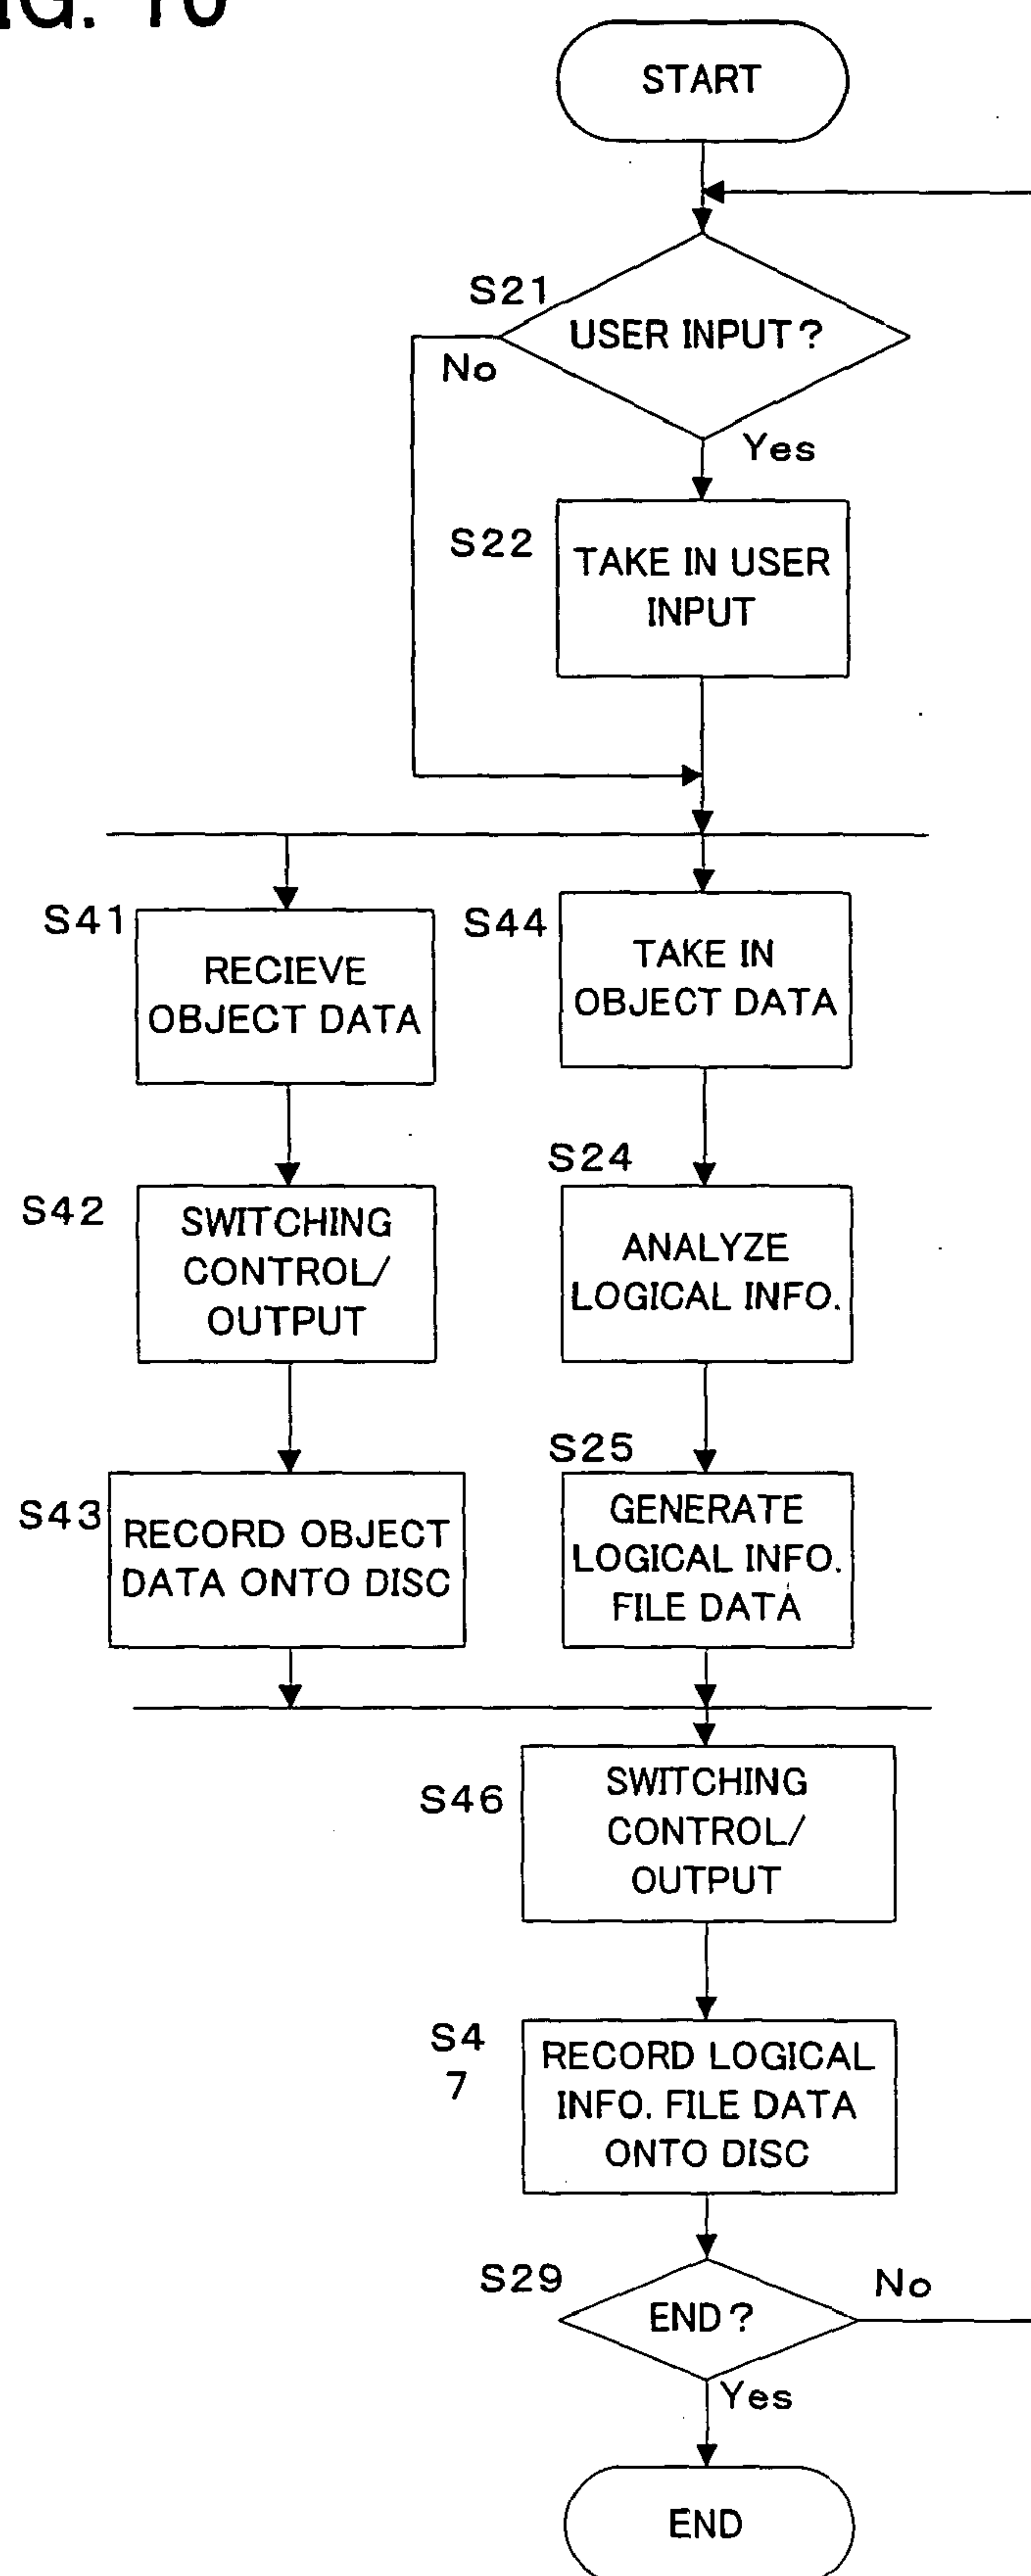 START
S21
USER INPUT?
No
Yes
S22
TAKE IN USER
INPUT
S41
RECIEVE
OBJECT DATA
S44
TAKE IN
OBJECT DATA
S42
SWITCHING
CONTROL/
OUTPUT
S24
ANALYZE
LOGICAL INFO.
S43
RECORD OBJECT
DATA ONTO DISC
S25
GENERATE
LOGICAL INFO.
FILE DATA
S46
SWITCHING
CONTROL/
OUTPUT
S4
7
RECORD LOGICAL
INFO. FILE DATA
ONTO DISC
S29
END?
No
Yes
END